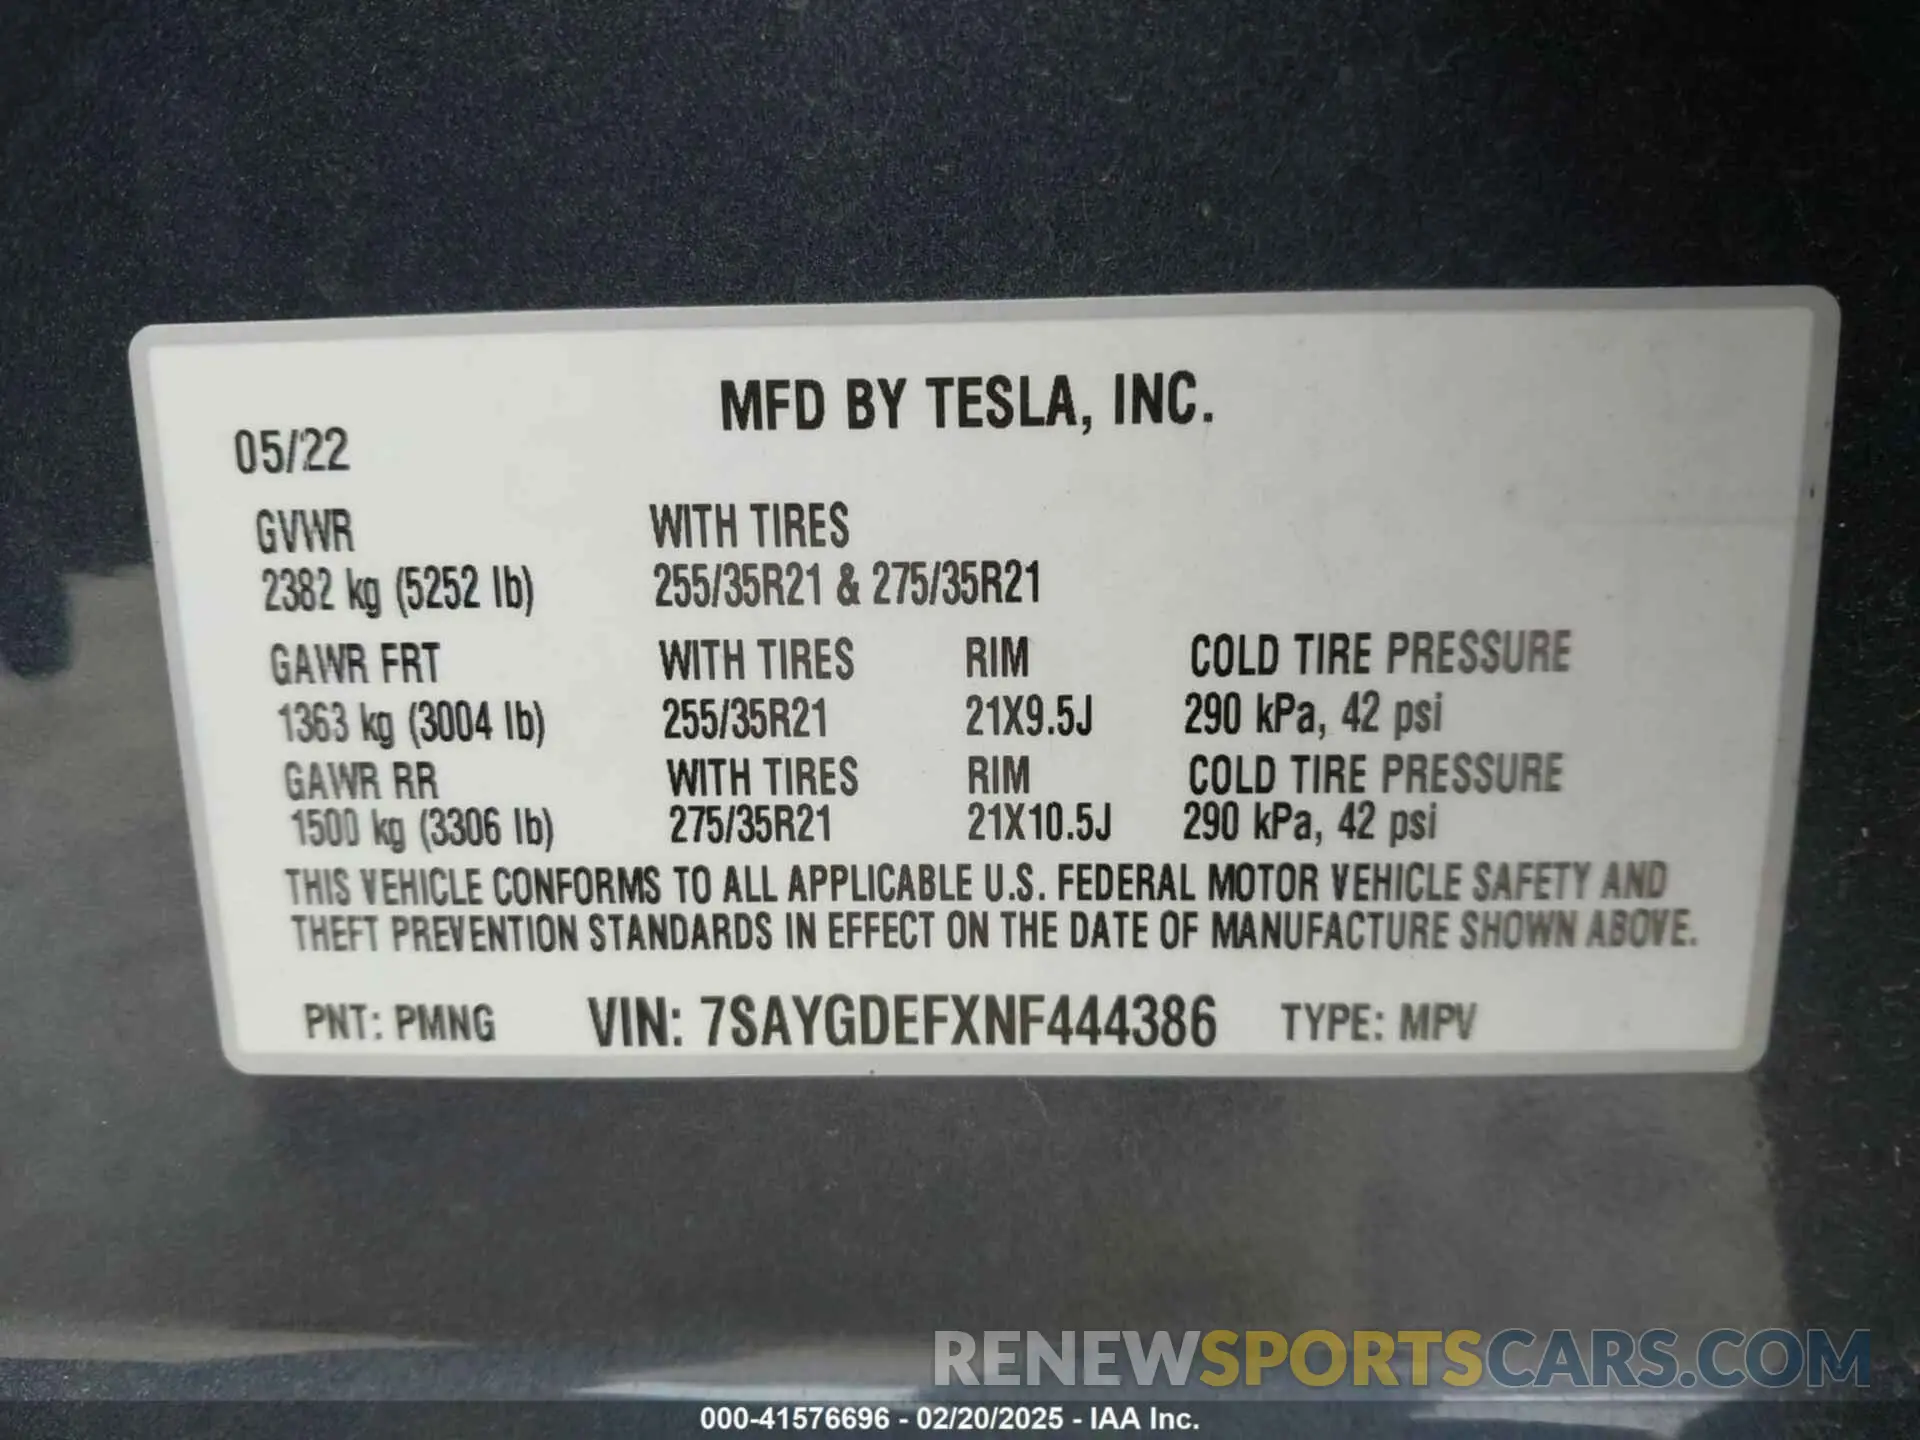 MFD BY TESLA, INC.
05/22
GVWR WITH TIRES
2382 kg (5252 lb) 255/35R21 & 275/35R21
GAWR FRT WITH TIRES RIM COLD TIRE PRESSURE
1363 kg (3004 lb) 255/35R21 21X9.5J 290 kPa, 42 psi
GAWR RR WITH TIRES RIM COLD TIRE PRESSURE
1500 kg (3306 lb) 275/35R21 21X10.5J 290 kPa, 42 psi
THIS VEHICLE CONFORMS TO ALL APPLICABLE U.S. FEDERAL MOTOR VEHICLE SAFETY AND
THEFT PREVENTION STANDARDS IN EFFECT ON THE DATE OF MANUFACTURE SHOWN ABOVE.
PNT: PMNG VIN: 7SAYGDEFXNF444386 TYPE: MPV
RENEWSPORTSCARS.COM
000-41576696 - 02/20/2025 - IAA Inc.